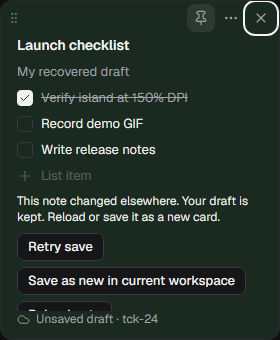 Launch checklist
My recovered draft
Verify island at 150% DPI
Record demo GIF
Write release notes
List item
This note changed elsewhere. Your draft is
kept. Reload or save it as a new card.
Retry save
Save as new in current workspace
Unsaved draft · tck-24